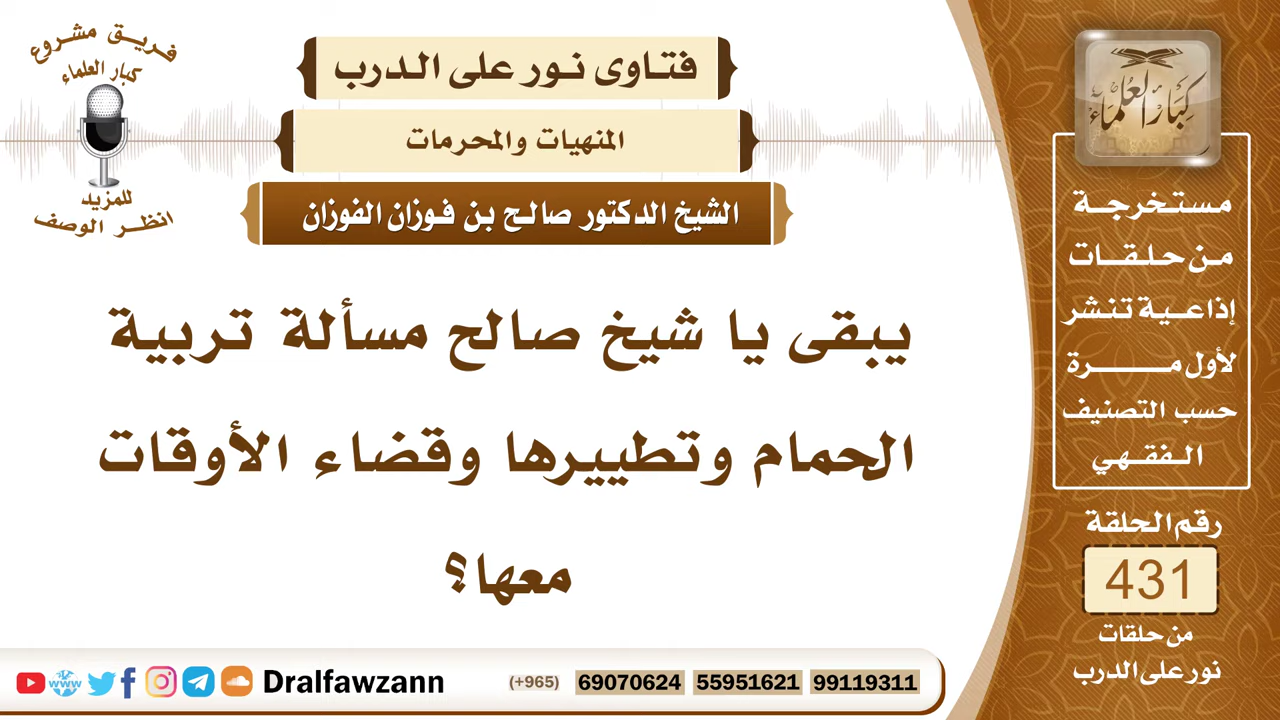 فريق مشروع
كبار العلماء
للمزيد
انظر الوصف
فتاوى نور على الدرب
المنهيات والمحرمات
الشيخ الدكتور صالح بن فوزان الفوزان
يبقى يا شيخ صالح مسألة تربية
الحمام وتطييرها وقضاء الأوقات
معها؟
كبار العلماء
مستخرجة
من حلقات
إذاعية تنشر
لأول مرة
حسب التصنيف
الفقهي
رقم الحلقة
431
من حلقات
نور على الدرب
www Dralfawzann (+965) 69070624 55951621 99119311